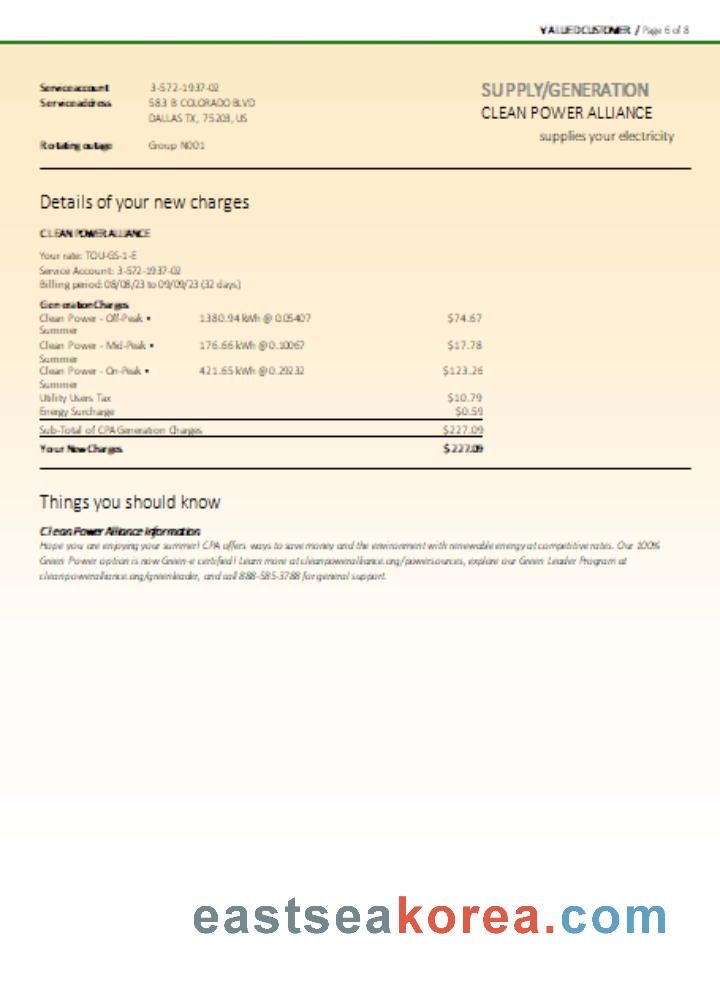 VALUED CUSTOMER / Page 6 of 8
Service account 3-572-1937-02
Service address 583 B COLORADO BLVD
DALLAS TX, 75203, US
Rotating outage Group N001
SUPPLY/GENERATION
CLEAN POWER ALLIANCE
supplies your electricity
Details of your new charges
CLEAN POWER ALLIANCE
Your rate: TOU-GS-1-E
Service Account: 3-572-1937-02
Billing period: 08/08/23 to 09/09/23 (32 days)
Generation Charges
Clean Power - Off-Peak • 1380.94 kWh @ 0.05407 $74.67
Summer
Clean Power - Mid-Peak • 176.66 kWh @ 0.10067 $17.78
Summer
Clean Power - On-Peak • 421.65 kWh @ 0.29232 $123.26
Summer
Utility Users Tax $10.79
Energy Surcharge $0.59
Sub-Total of CPA Generation Charges $227.09
Your New Charges $227.09
Things you should know
Clean Power Alliance Information
Hope you are enjoying your summer! CPA offers ways to save money and the environment with renewable energy at competitive rates. Our 100%
Green Power option is now Green-e certified! Learn more at cleanpoweralliance.org/powersources, explore our Green Leader Program at
cleanpoweralliance.org/greenleader, and call 888-585-3788 for general support.
eastseakorea.com